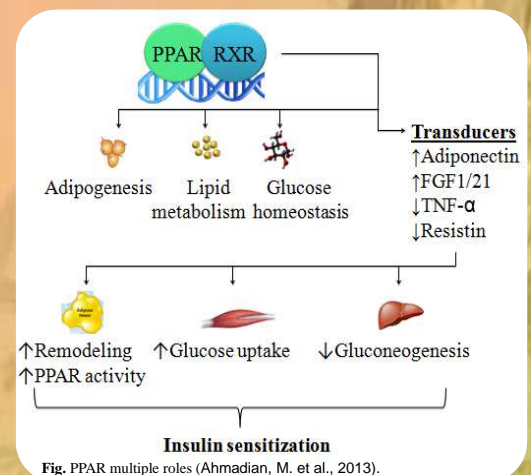 PPAR RXR
Adipogenesis
Lipid
metabolism
Glucose
homeostasis
Transducers
↑Adiponectin
↑FGF1/21
↓TNF-α
↓Resistin
↑Remodeling
↑PPAR activity
↑Glucose uptake
↓Gluconeogenesis
Insulin sensitization
Fig. PPAR multiple roles (Ahmadian, M. et al., 2013).